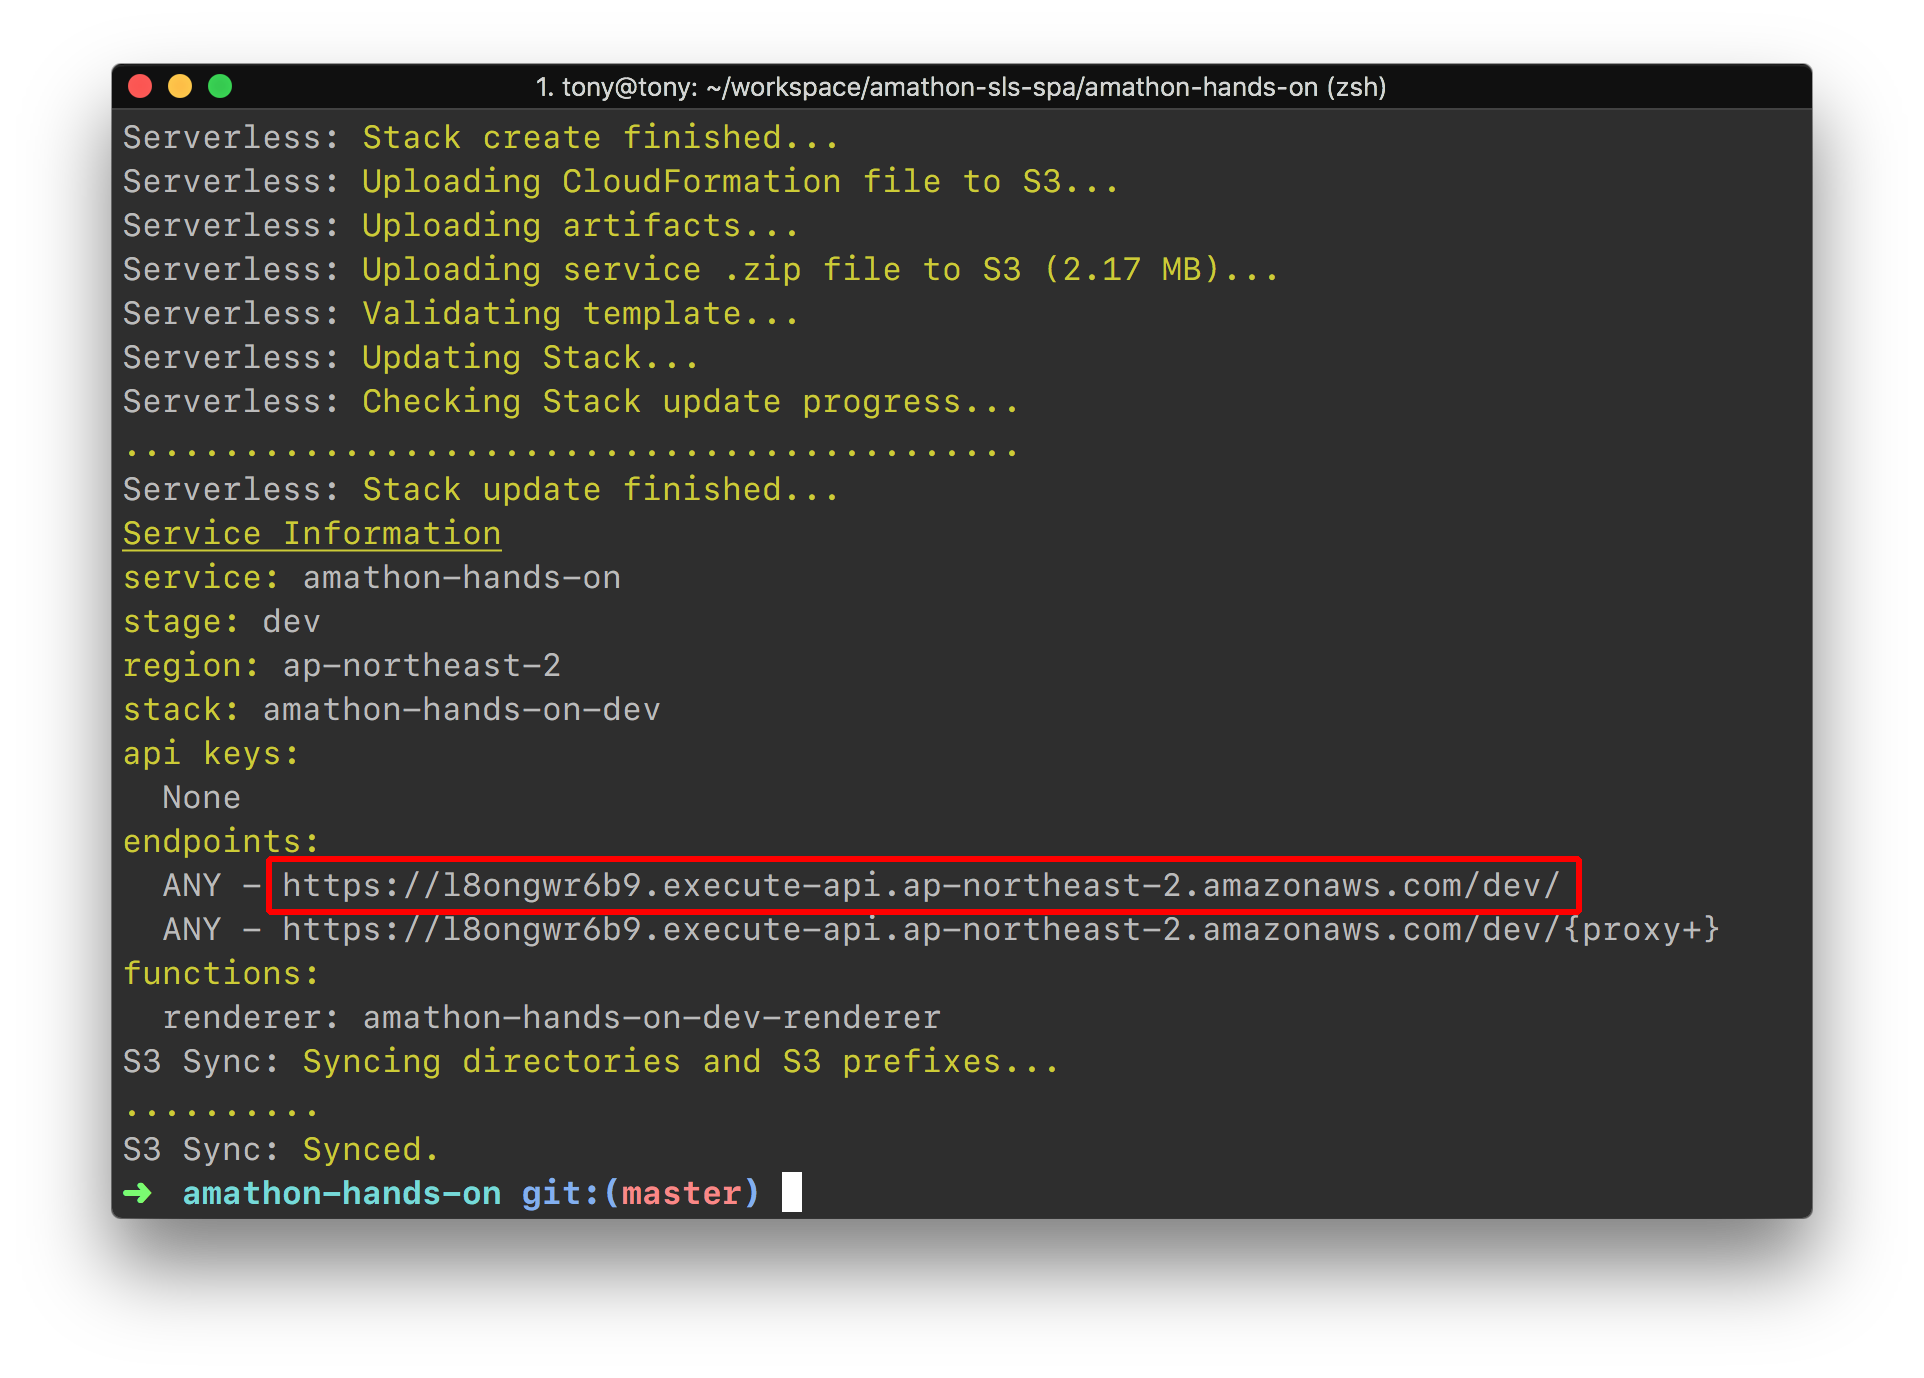 1. tony@tony: ~/workspace/amathon-sls-spa/amathon-hands-on (zsh)
Serverless: Stack create finished...
Serverless: Uploading CloudFormation file to S3...
Serverless: Uploading artifacts...
Serverless: Uploading service .zip file to S3 (2.17 MB)...
Serverless: Validating template...
Serverless: Updating Stack...
Serverless: Checking Stack update progress...
.............................................
Serverless: Stack update finished...
Service Information
service: amathon-hands-on
stage: dev
region: ap-northeast-2
stack: amathon-hands-on-dev
api keys:
  None
endpoints:
  ANY - https://l8ongwr6b9.execute-api.ap-northeast-2.amazonaws.com/dev/
  ANY - https://l8ongwr6b9.execute-api.ap-northeast-2.amazonaws.com/dev/{proxy+}
functions:
  renderer: amathon-hands-on-dev-renderer
S3 Sync: Syncing directories and S3 prefixes...
..........
S3 Sync: Synced.
➜  amathon-hands-on git:(master)